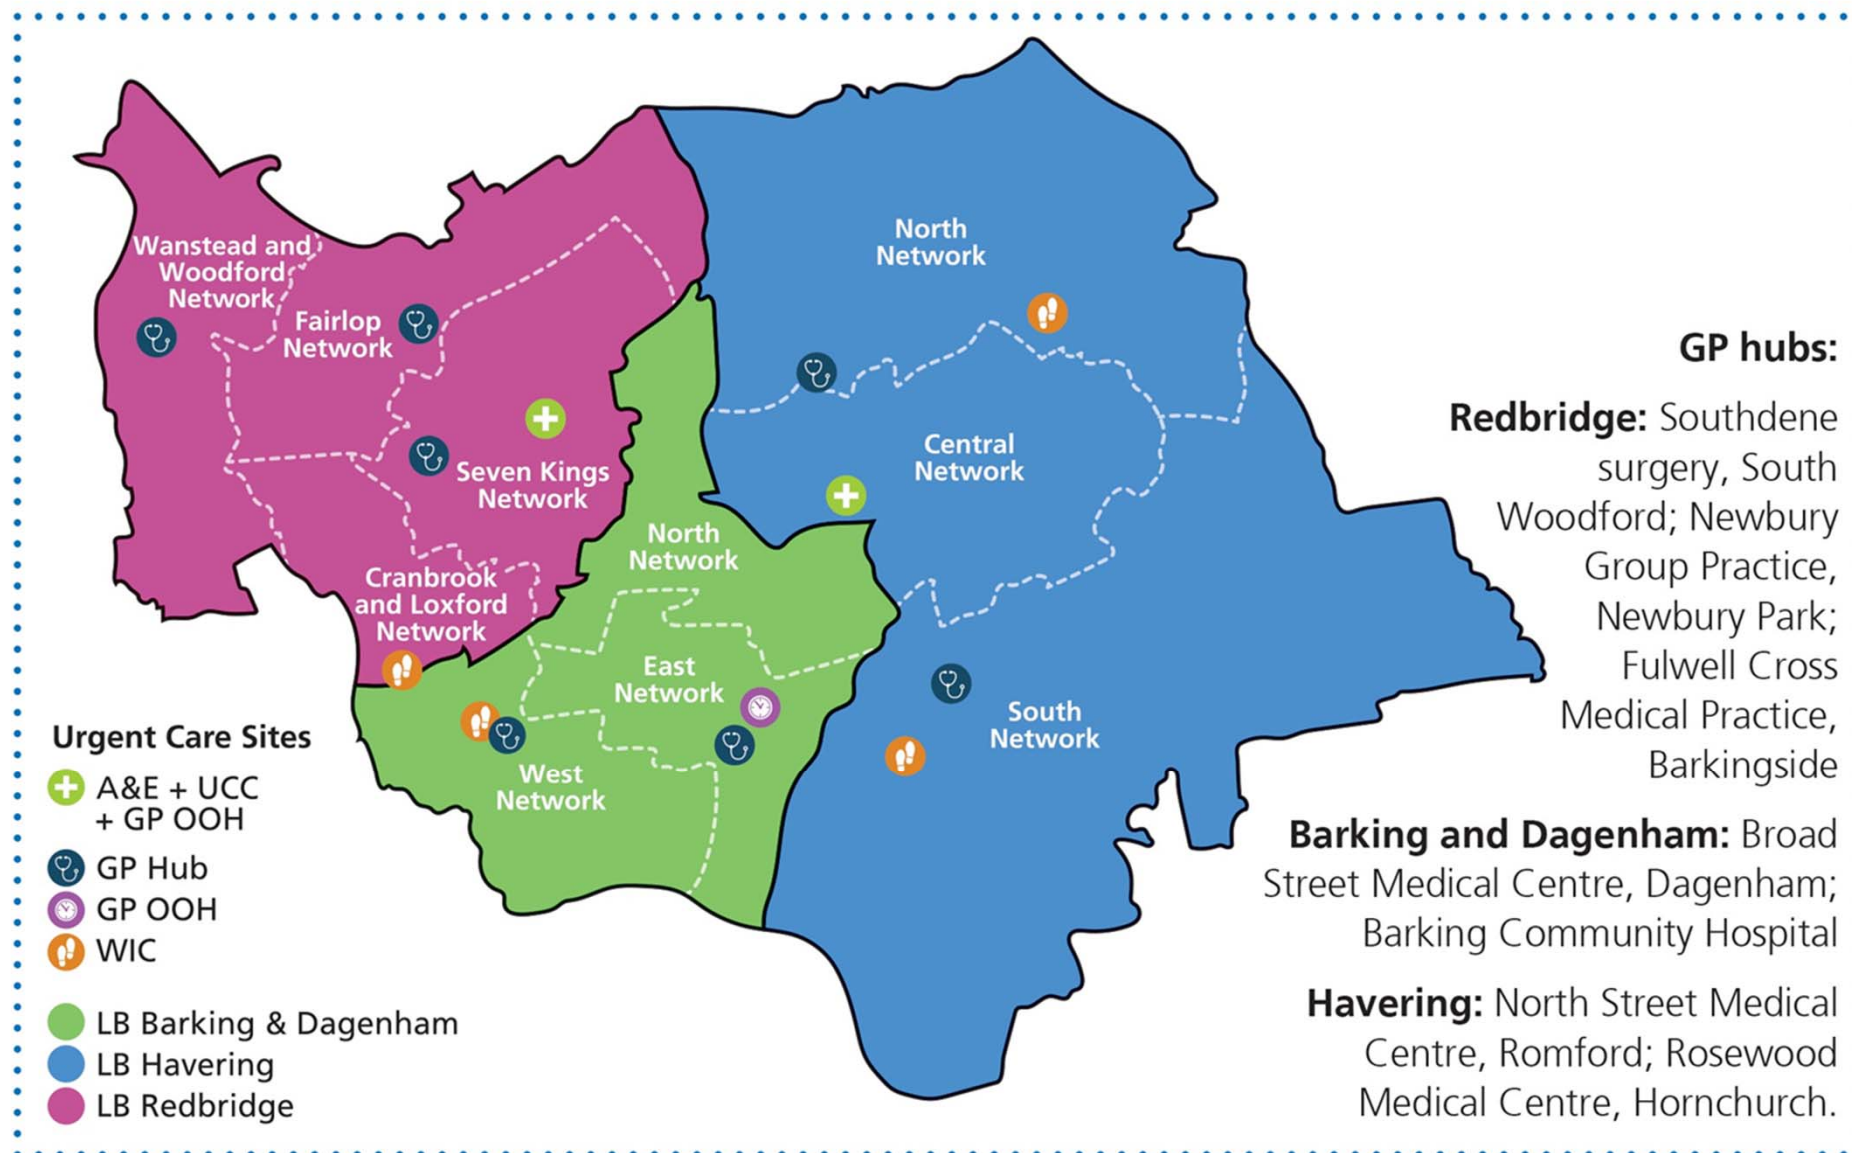 Wanstead and
Woodford
Network
Fairlop
Network
Seven Kings
Network
Cranbrook
and Loxford
Network
North
Network
Central
Network
South
Network
North
Network
East
Network
West
Network
Urgent Care Sites
A&E + UCC
+ GP OOH
GP Hub
GP OOH
WIC
LB Barking & Dagenham
LB Havering
LB Redbridge
GP hubs:
Redbridge: Southdene
surgery, South
Woodford; Newbury
Group Practice,
Newbury Park;
Fulwell Cross
Medical Practice,
Barkingside
Barking and Dagenham: Broad
Street Medical Centre, Dagenham;
Barking Community Hospital
Havering: North Street Medical
Centre, Romford; Rosewood
Medical Centre, Hornchurch.